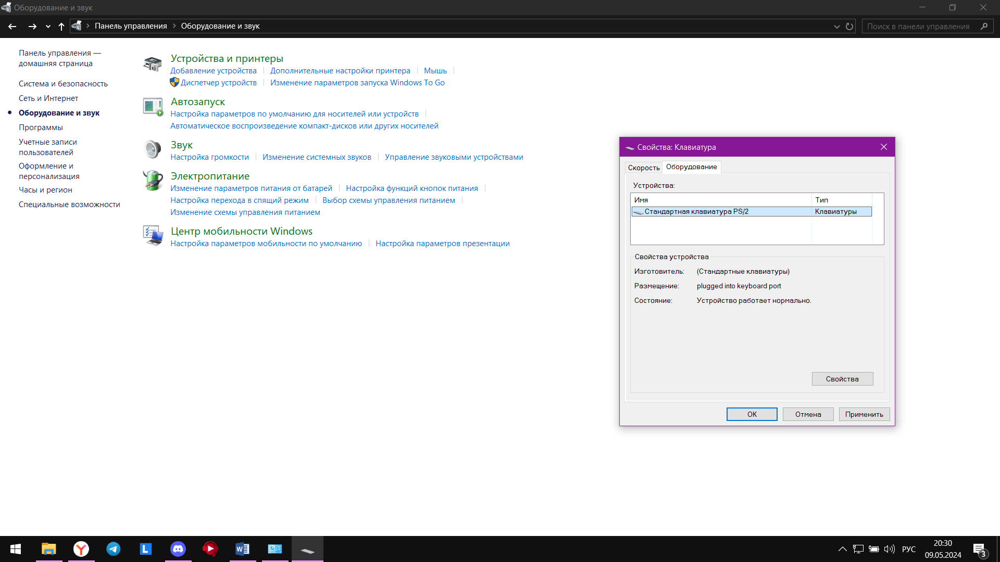 Оборудование и звук
Панель управления
Оборудование и звук
Поиск в панели управления
Панель управления —
домашняя страница
Система и безопасность
Сеть и Интернет
Оборудование и звук
Программы
Учетные записи
пользователей
Оформление и
персонализация
Часы и регион
Специальные возможности
Устройства и принтеры
Добавление устройства
Дополнительные настройки принтера
Мышь
Диспетчер устройств
Изменение параметров запуска Windows To Go
Автозапуск
Настройка параметров по умолчанию для носителей или устройств
Автоматическое воспроизведение компакт-дисков или других носителей
Звук
Настройка громкости
Изменение системных звуков
Управление звуковыми устройствами
Электропитание
Изменение параметров питания от батарей
Настройка функций кнопок питания
Настройка перехода в спящий режим
Выбор схемы управления питанием
Изменение схемы управления питанием
Центр мобильности Windows
Настройка параметров мобильности по умолчанию
Настройка параметров презентации
Свойства: Клавиатура
Скорость
Оборудование
Устройства:
Имя
Тип
Стандартная клавиатура PS/2
Клавиатуры
Свойства устройства
Изготовитель:
(Стандартные клавиатуры)
Размещение:
plugged into keyboard port
Состояние:
Устройство работает нормально.
Свойства
ОК
Отмена
Применить
L
W
РУС
20:30
09.05.2024
3